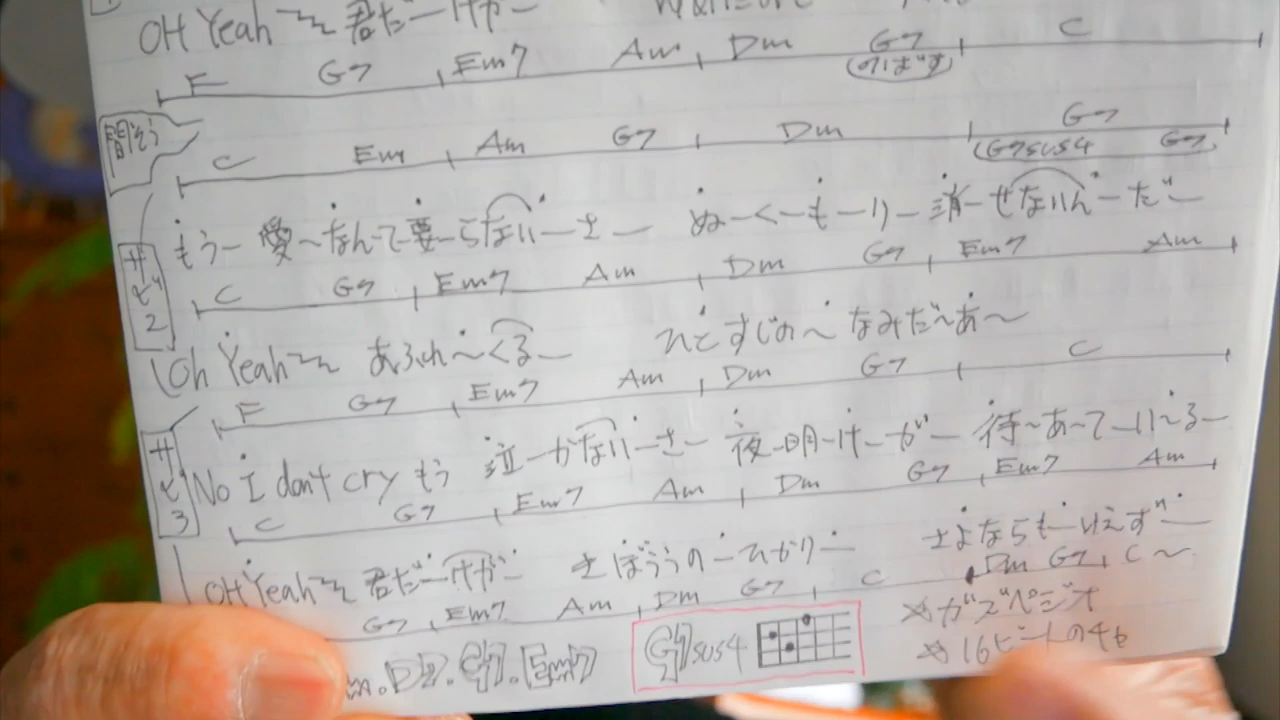 OH Yeah〜 君だーけがー
F G7 Em7 Am Dm G7 C
(のばす)
間そう
C Em Am G7 Dm G7
(G7sus4 G7)
もうー 愛〜なんーてー要ーらないーさー ぬーくーもーりー消ーせないんーだー
サビ2
C G7 Em7 Am Dm G7 Em7 Am
Oh Yeah〜 あふれ〜くるー ひとすじの〜 なみだ〜あ〜
F G7 Em7 Am Dm G7 C
サビ3
No I don't cry もう 泣ーかないーさー 夜ー明ーけーがー 待〜あ〜てーい〜るー
C G7 Em7 Am Dm G7 Em7 Am
OH Yeah〜 君だーけがー きぼううのーひかりー さよならもーいえずー
G7 Em7 Am Dm G7 C Dm G7 C〜
m.D7.G7.Em7
G7sus4
※ 16ビートの4